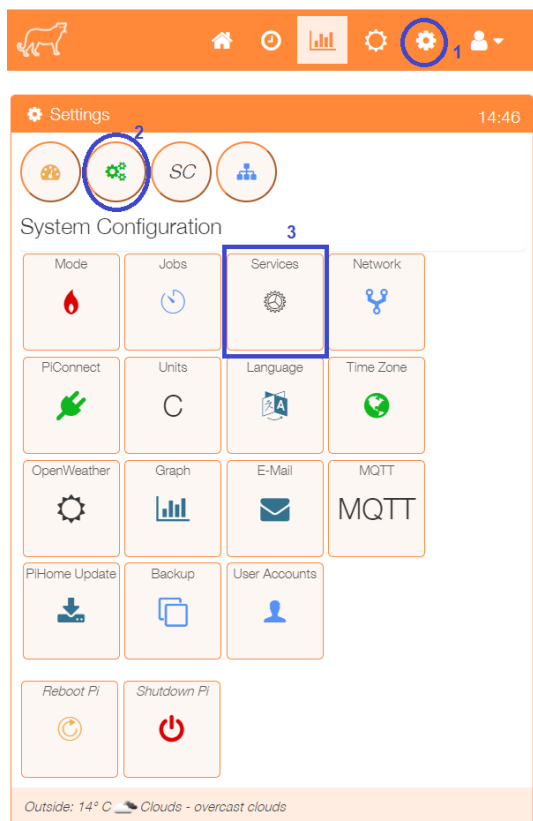 1
Settings 14:46
2
SC
System Configuration
3
Mode Jobs Services Network
PiConnect Units Language Time Zone
C A
OpenWeather Graph E-Mail MQTT
MQTT
PiHome Update Backup User Accounts
Reboot Pi Shutdown Pi
Outside: 14º C Clouds - overcast clouds